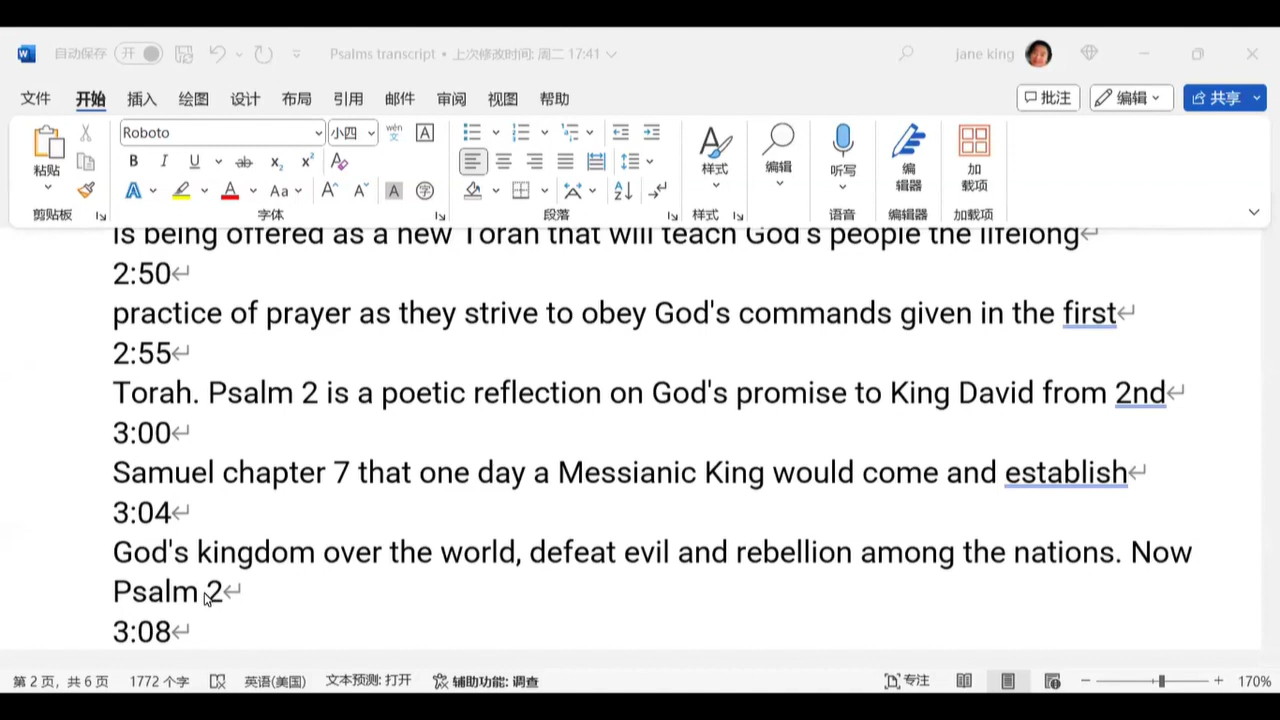 自动保存 开 Psalms transcript • 上次修改时间: 周二 17:41 jane king
文件 开始 插入 绘图 设计 布局 引用 邮件 审阅 视图 帮助 批注 编辑 共享
粘贴
剪贴板
Roboto 小四 wén 文 A
B I U ab x₂ x² A
A A Aa A A A 字
字体
段落
样式
样式
编辑
听写
语音
编辑器
编辑器
加载项
加载项
is being offered as a new Torah that will teach God's people the lifelong
2:50
practice of prayer as they strive to obey God's commands given in the first
2:55
Torah. Psalm 2 is a poetic reflection on God's promise to King David from 2nd
3:00
Samuel chapter 7 that one day a Messianic King would come and establish
3:04
God's kingdom over the world, defeat evil and rebellion among the nations. Now
Psalm 2
3:08
第 2 页，共 6 页 1772 个字 英语(美国) 文本预测: 打开 辅助功能: 调查 专注 170%